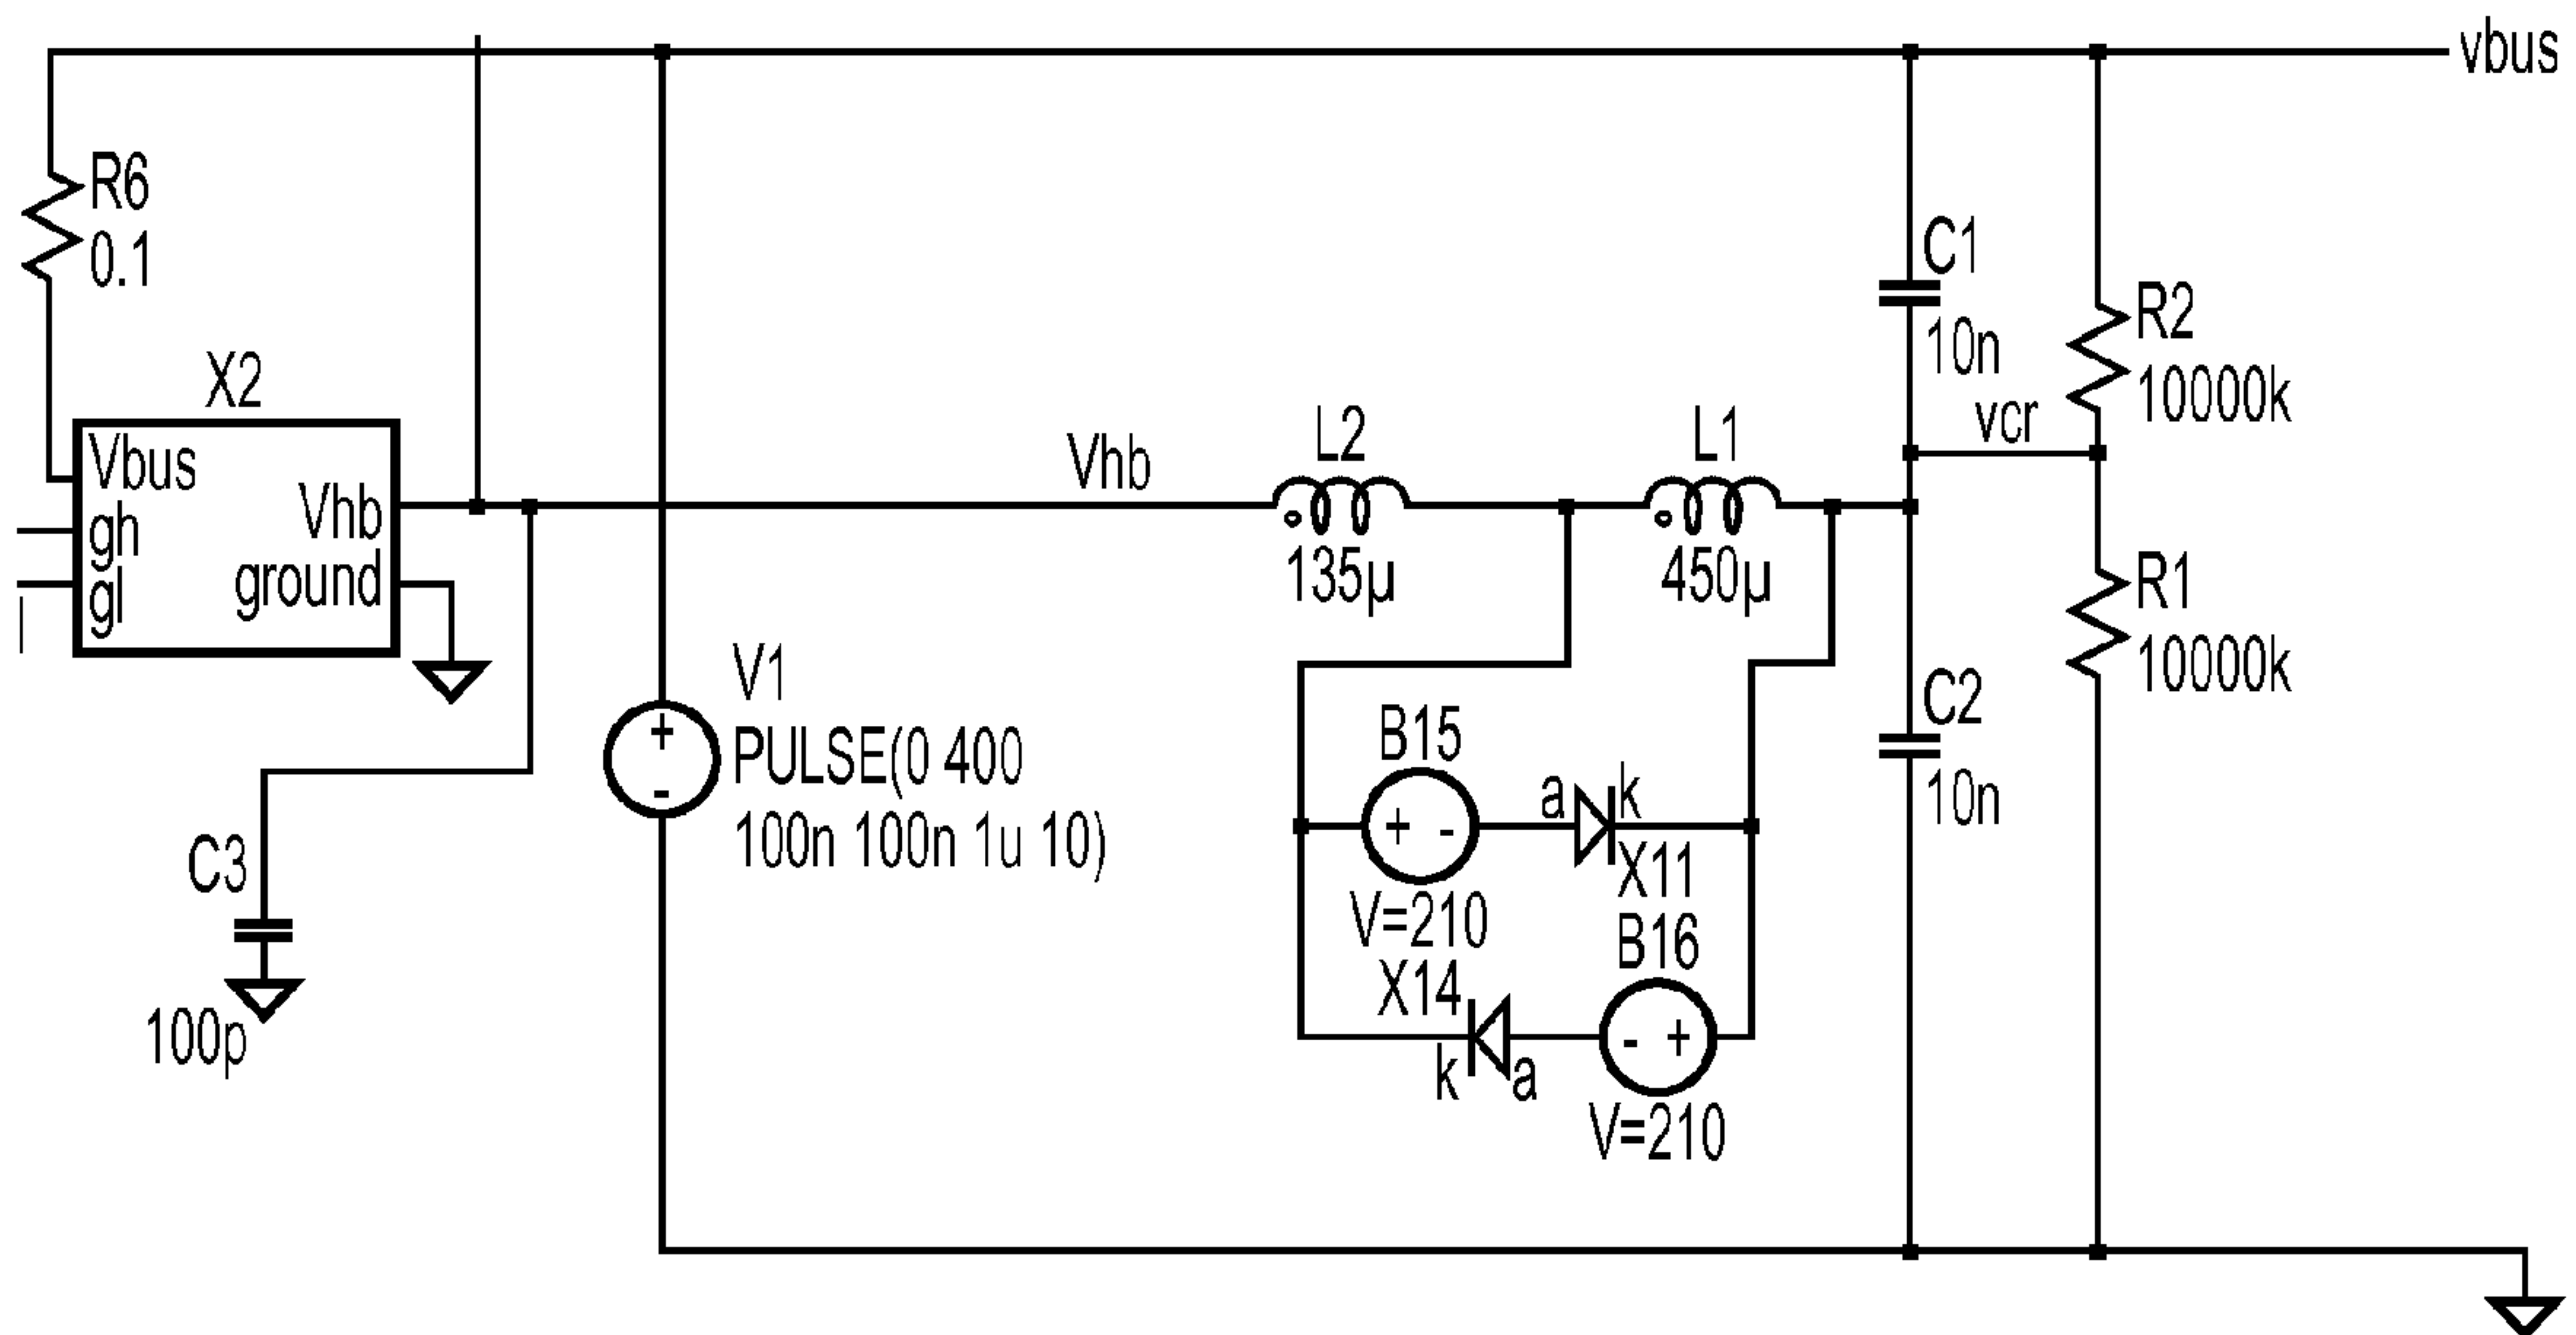 vbus
R6
0.1
X2
Vbus
gh
gl
Vhb
ground
Vhb
L2
135µ
L1
450µ
C1
10n
vcr
R2
10000k
R1
10000k
C2
10n
V1
PULSE(0 400
100n 100n 1u 10)
+
-
C3
100p
B15
+ -
V=210
a
k
X11
B16
- +
V=210
X14
k
a